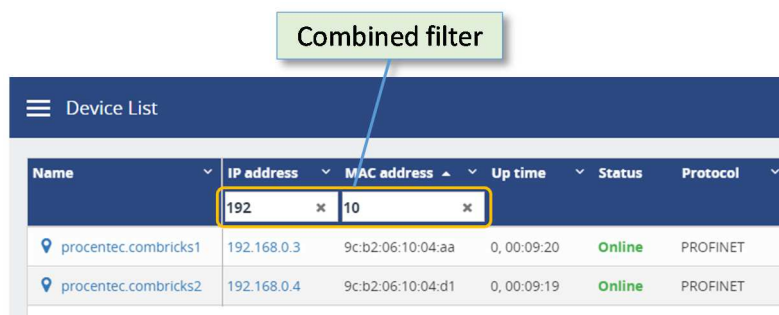 Combined filter
Device List
Name IP address MAC address Up time Status Protocol
192 10
procentec.combricks1 192.168.0.3 9c:b2:06:10:04:aa 0, 00:09:20 Online PROFINET
procentec.combricks2 192.168.0.4 9c:b2:06:10:04:d1 0, 00:09:19 Online PROFINET